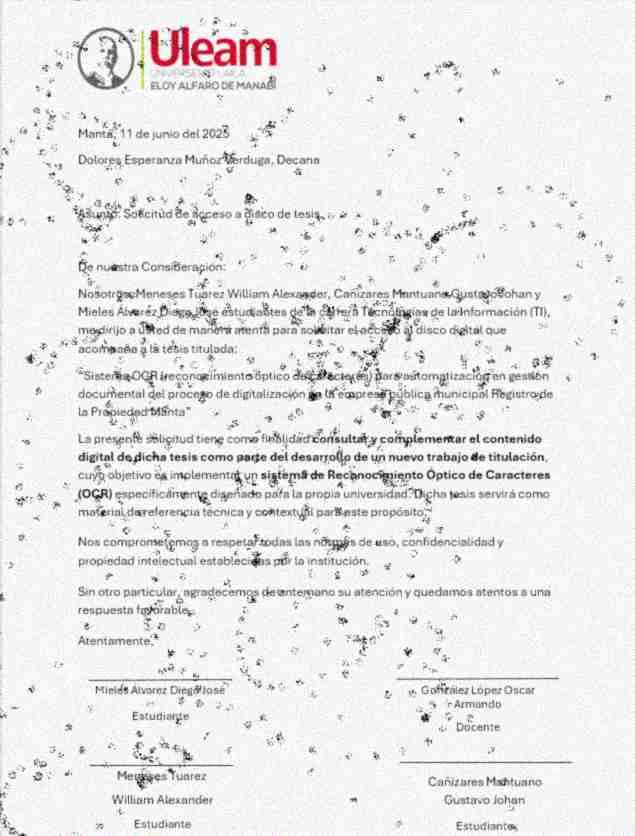 Uleam
UNIVERSIDAD LAICA
ELOY ALFARO DE MANABÍ
Manta, 11 de junio del 2025
Dolores Esperanza Muñoz Verduga, Decana
Asunto: Solicitud de acceso a disco de tesis
De nuestra Consideración:
Nosotros, Meneses Tuarez William Alexander, Cañizares Mantuano Gustavo Johan y
Mieles Alvarez Diego José estudiantes de la carrera Tecnologías de la Información (TI),
me dirijo a usted de manera atenta para solicitar el acceso al disco digital que
acompaña a la tesis titulada:
“Sistema OCR (reconocimiento óptico de caracteres) para automatización en gestión
documental del proceso de digitalización en la empresa pública municipal Registro de
la Propiedad Manta”
La presente solicitud tiene como finalidad consultar y complementar el contenido
digital de dicha tesis como parte del desarrollo de un nuevo trabajo de titulación,
cuyo objetivo es implementar un sistema de Reconocimiento Óptico de Caracteres
(OCR) específicamente diseñado para la propia universidad. Dicha tesis servirá como
material de referencia técnica y contextual para este propósito.
Nos comprometemos a respetar todas las normas de uso, confidencialidad y
propiedad intelectual establecidas por la institución.
Sin otro particular, agradecemos de antemano su atención y quedamos atentos a una
respuesta favorable.
Atentamente,
Mieles Alvarez Diego José
Estudiante
González López Oscar
Armando
Docente
Meneses Tuarez
William Alexander
Estudiante
Cañizares Mantuano
Gustavo Johan
Estudiante